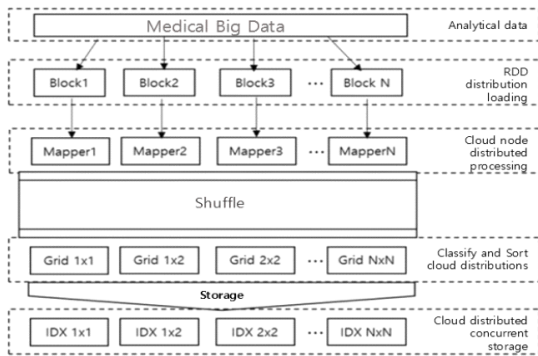 Medical Big Data
Analytical data
Block1 Block2 Block3 ··· Block N
RDD
distribution
loading
Mapper1 Mapper2 Mapper3 ··· MapperN
Cloud node
distributed
processing
Shuffle
Grid 1x1 Grid 1x2 Grid 2x2 ··· Grid NxN
Classify and Sort
cloud distributions
Storage
IDX 1x1 IDX 1x2 IDX 2x2 ··· IDX NxN
Cloud distributed
concurrent
storage